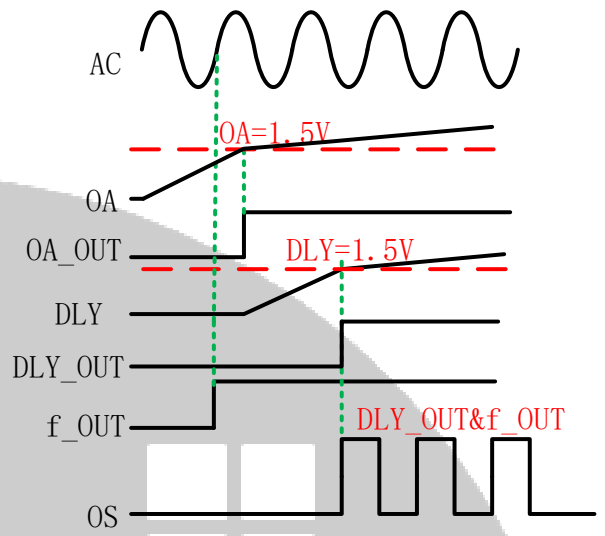 AC
OA=1.5V
OA
OA_OUT
DLY=1.5V
DLY
DLY_OUT
f_OUT
DLY_OUT&f_OUT
OS